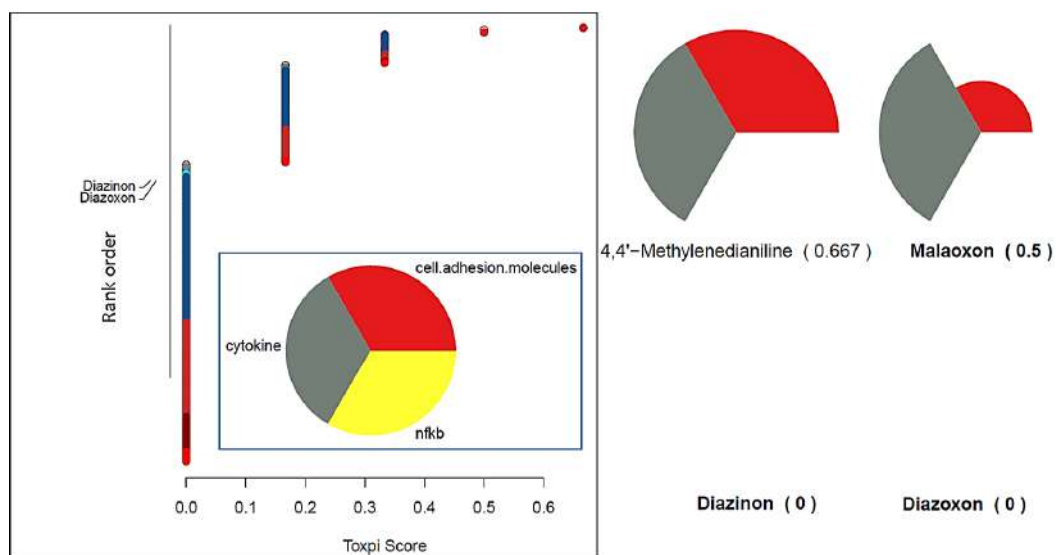 Diazinon
Diazoxon
Rank order
cell.adhesion.molecules
cytokine
nfkb
0.0 0.1 0.2 0.3 0.4 0.5 0.6
Toxpi Score
4,4'−Methylenedianiline ( 0.667 )
Malaoxon ( 0.5 )
Diazinon ( 0 )
Diazoxon ( 0 )